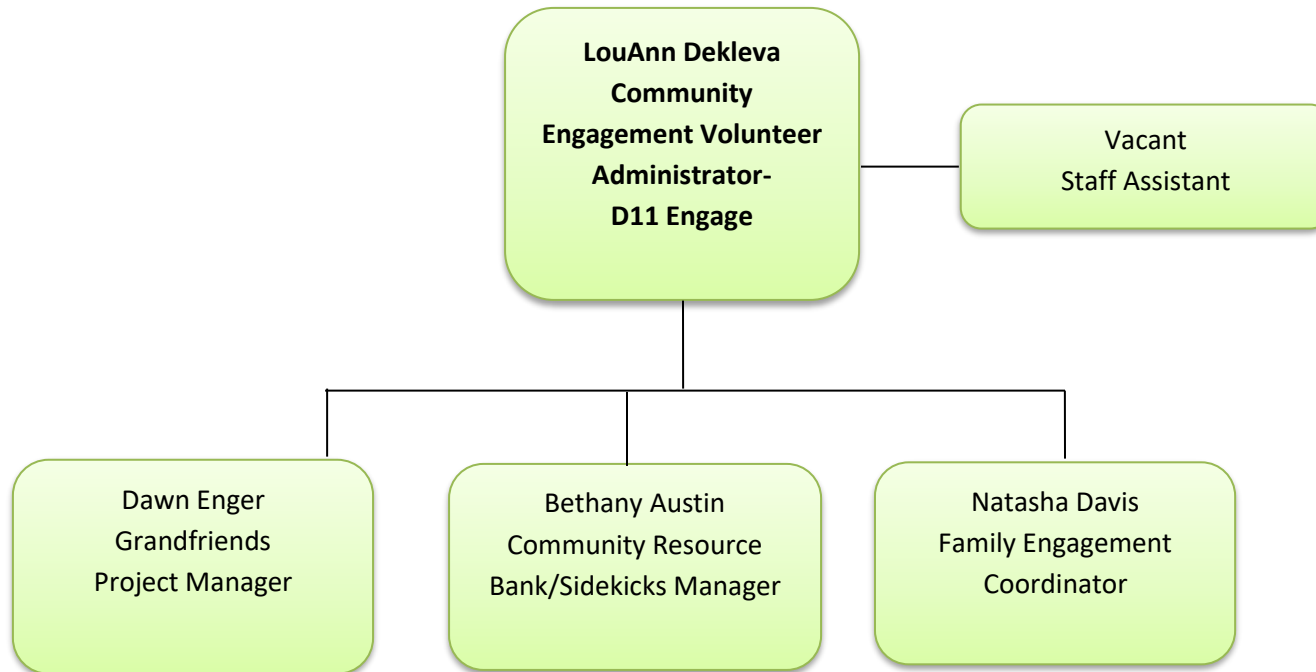 LouAnn Dekleva
Community
Engagement Volunteer
Administrator-
D11 Engage
Vacant
Staff Assistant
Dawn Enger
Grandfriends
Project Manager
Bethany Austin
Community Resource
Bank/Sidekicks Manager
Natasha Davis
Family Engagement
Coordinator